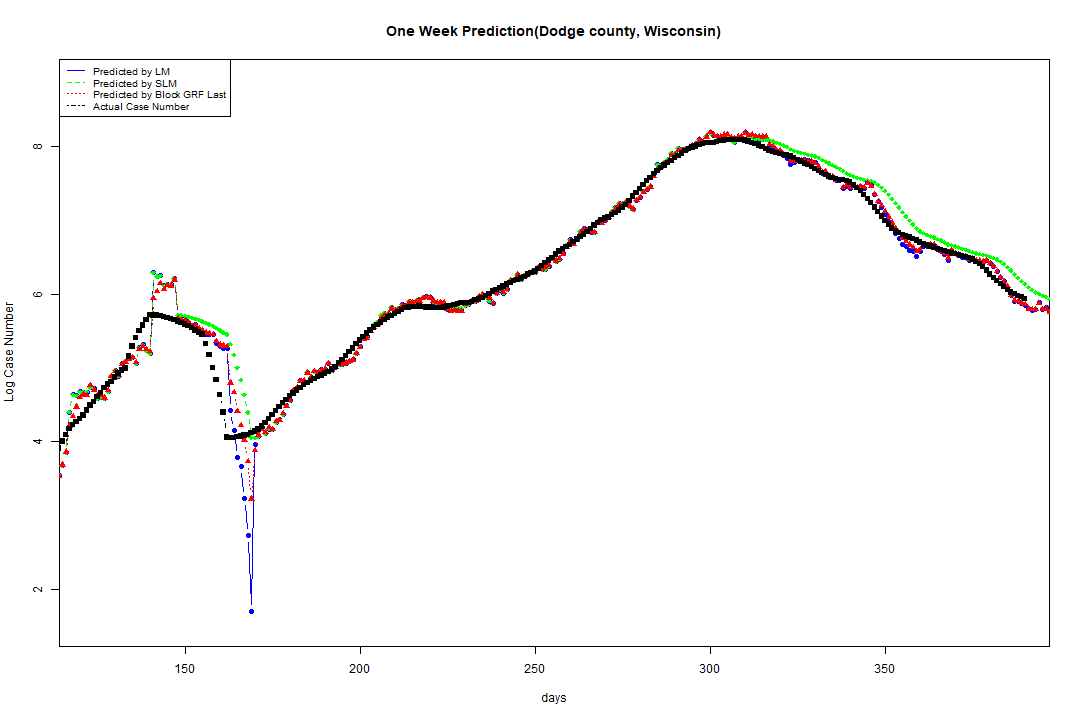 One Week Prediction(Dodge county, Wisconsin)
Predicted by LM
Predicted by SLM
Predicted by Block GRF Last
Actual Case Number
8
6
4
2
Log Case Number
150 200 250 300 350
days